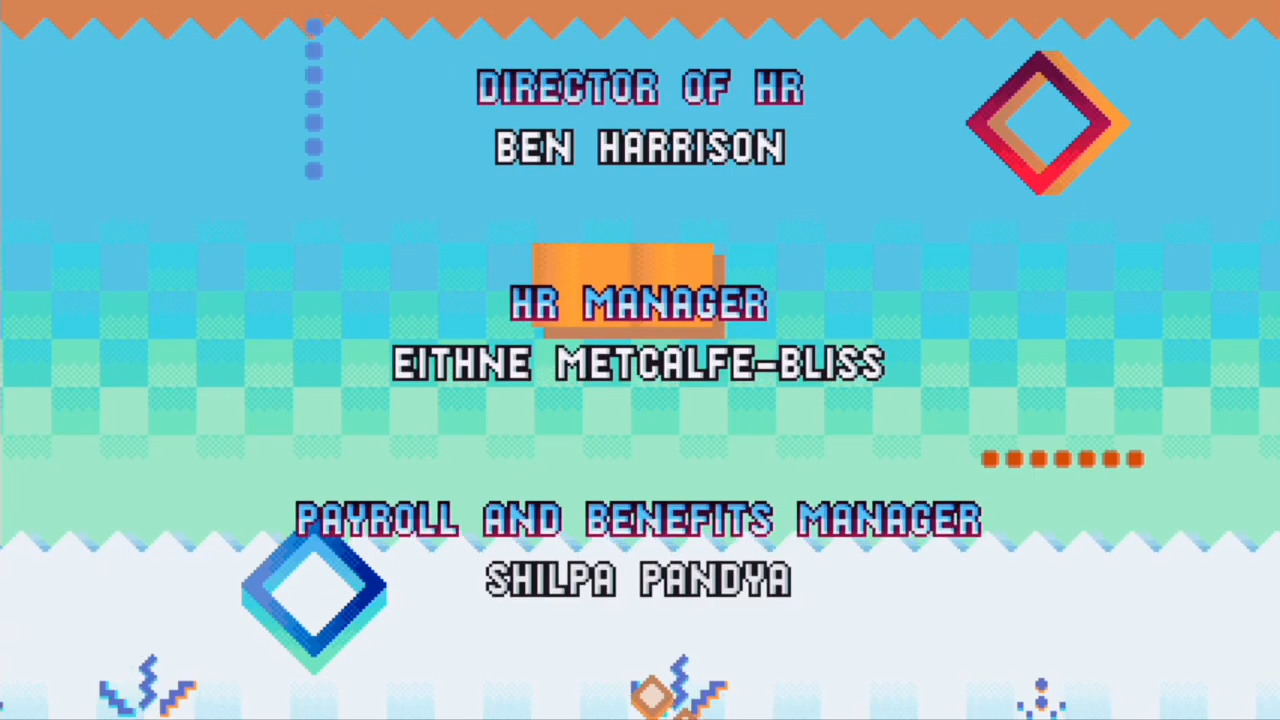 DIRECTOR OF HR
BEN HARRISON
HR MANAGER
EITHNE METCALFE-BLISS
PAYROLL AND BENEFITS MANAGER
SHILPA PANDYA